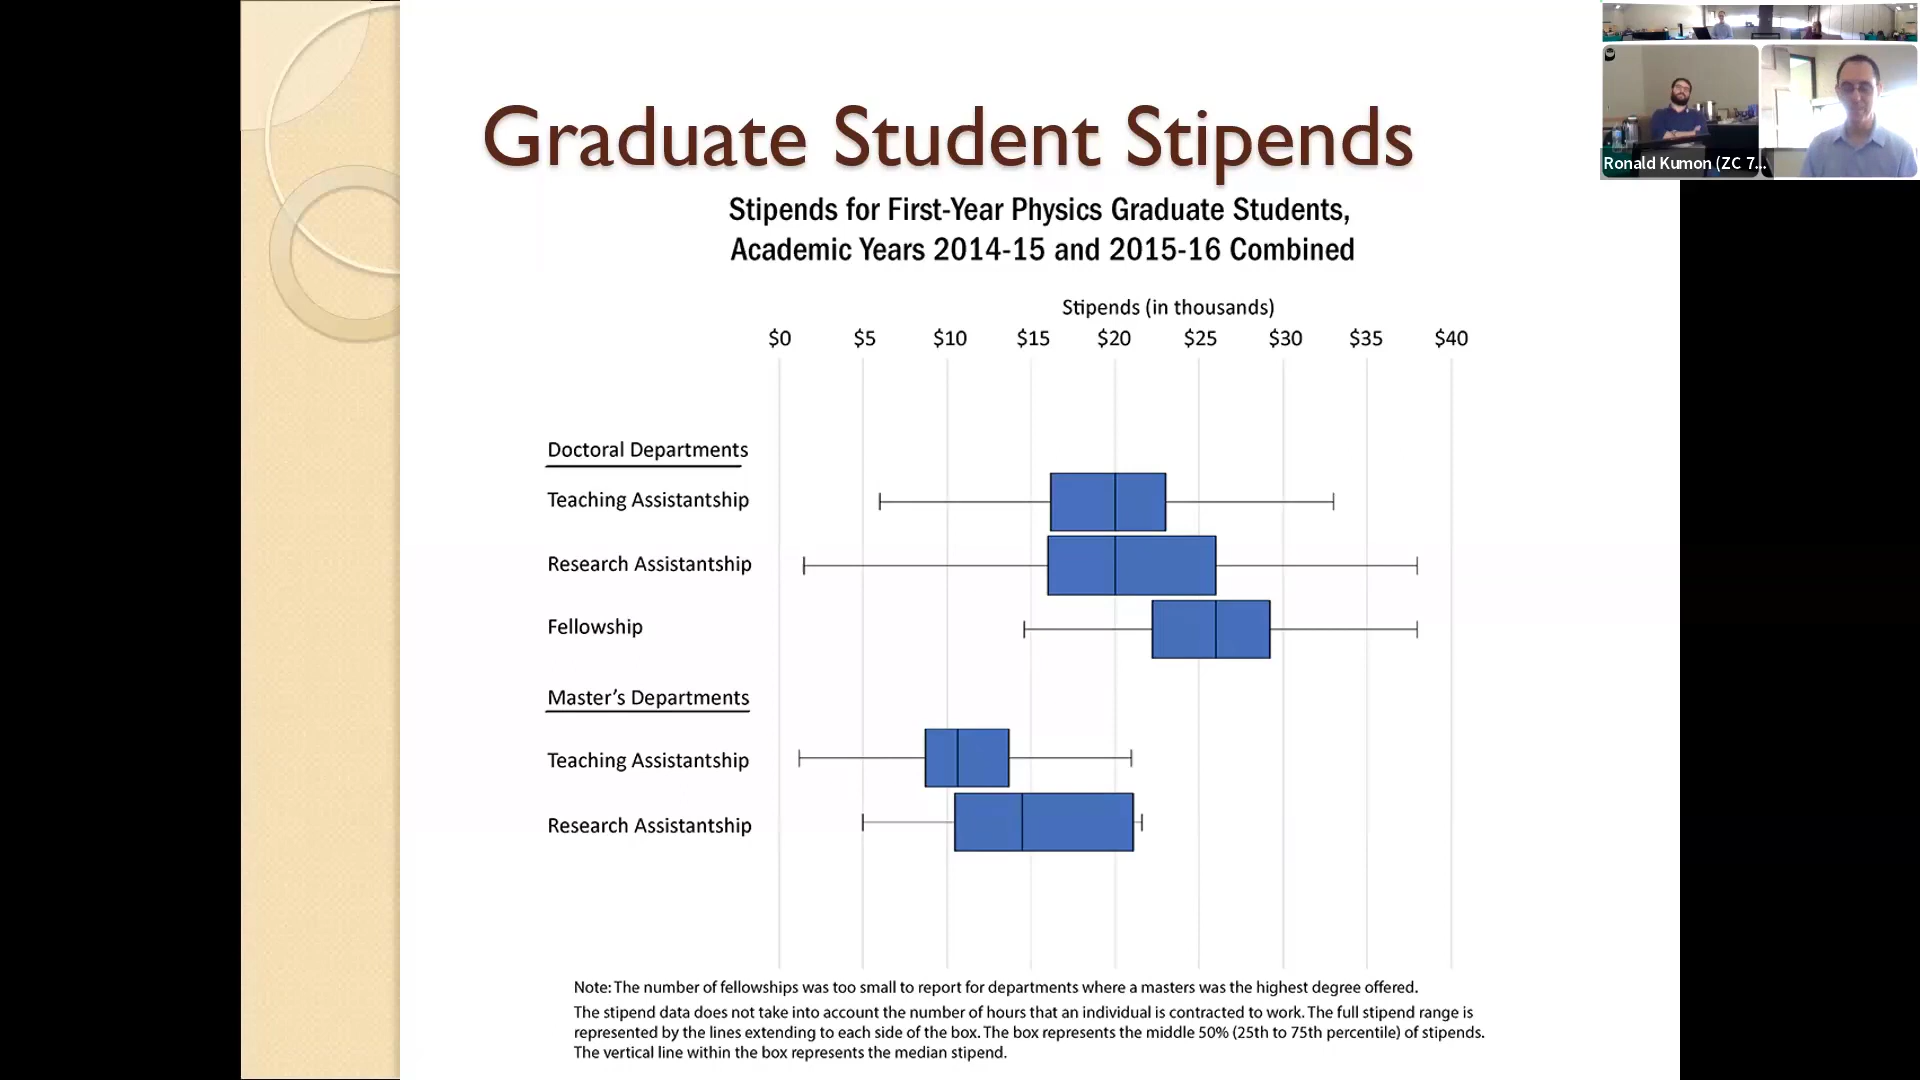 Graduate Student Stipends
Stipends for First-Year Physics Graduate Students,
Academic Years 2014-15 and 2015-16 Combined
Stipends (in thousands)
$0 $5 $10 $15 $20 $25 $30 $35 $40
Doctoral Departments
Teaching Assistantship
Research Assistantship
Fellowship
Master’s Departments
Teaching Assistantship
Research Assistantship
Note: The number of fellowships was too small to report for departments where a masters was the highest degree offered.
The stipend data does not take into account the number of hours that an individual is contracted to work. The full stipend range is
represented by the lines extending to each side of the box. The box represents the middle 50% (25th to 75th percentile) of stipends.
The vertical line within the box represents the median stipend.
Ronald Kumon (ZC 7...